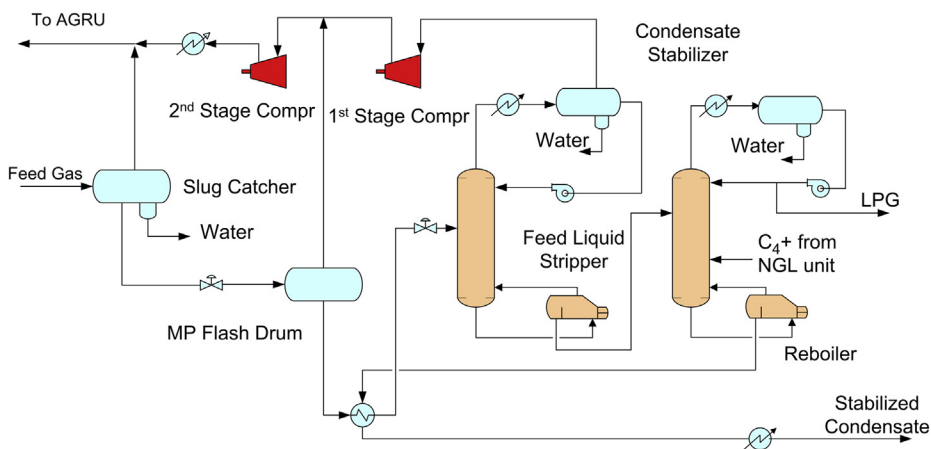 To AGRU
Condensate
Stabilizer
2nd Stage Compr
1st Stage Compr
Water
Water
Feed Gas
Slug Catcher
LPG
Water
Feed Liquid
Stripper
C4+ from
NGL unit
MP Flash Drum
Reboiler
Stabilized
Condensate